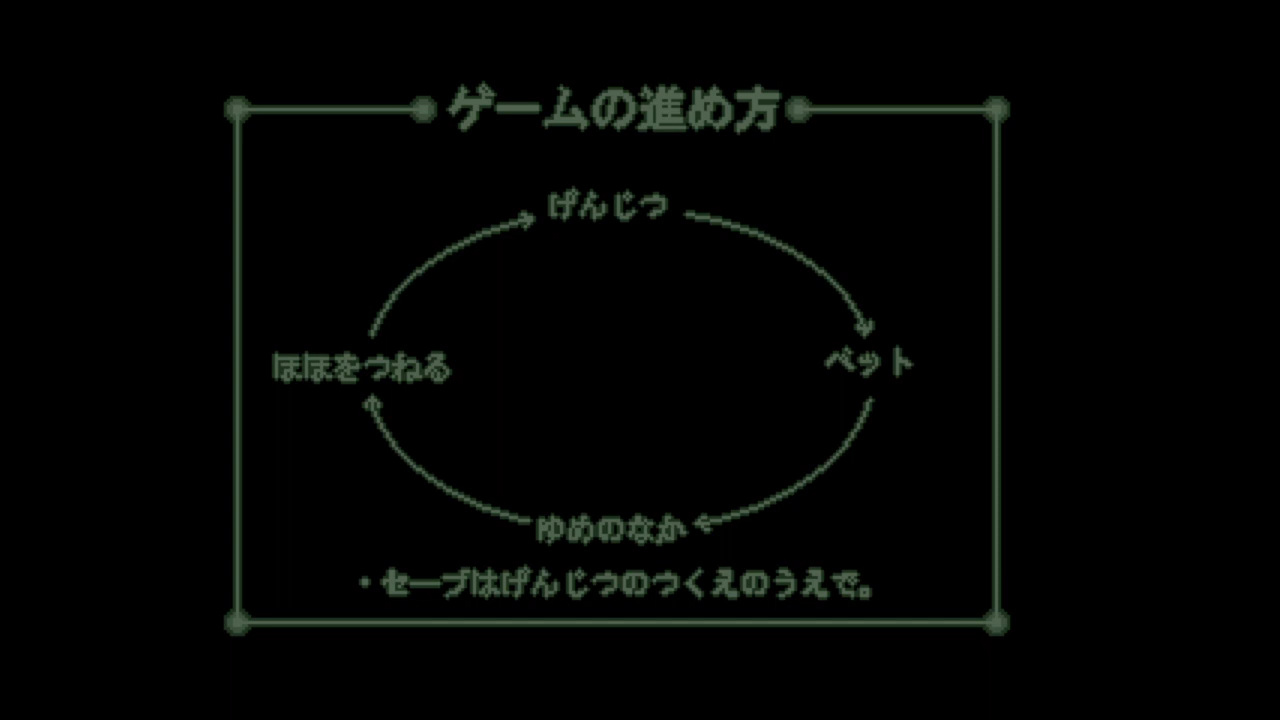 ゲームの進め方
げんじつ
ほほをつねる
ベット
ゆめのなか
・セーブはげんじつのつくえのうえで。